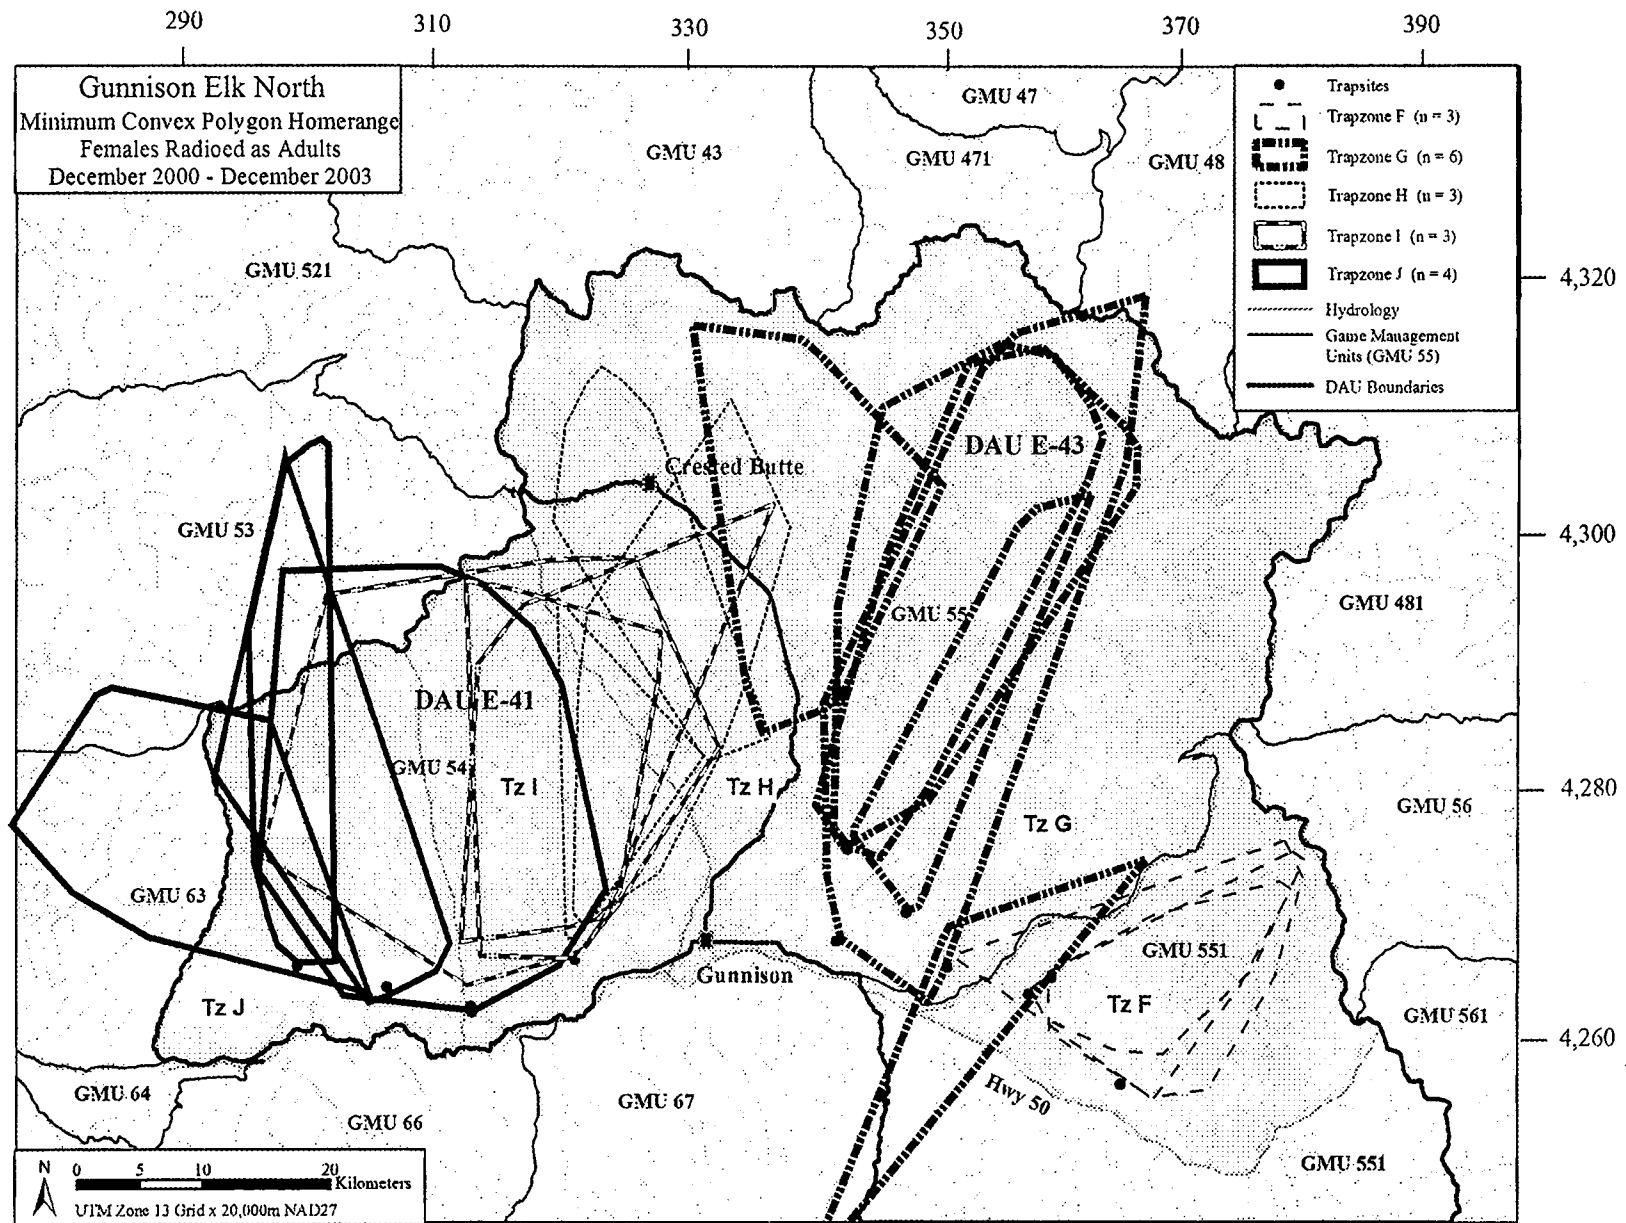 290 310 330 350 370 390
Gunnison Elk North
Minimum Convex Polygon Homerange
Females Radioed as Adults
December 2000 - December 2003
Trapsites
Trapzone F (n = 3)
Trapzone G (n = 6)
Trapzone H (n = 3)
Trapzone I (n = 3)
Trapzone J (n = 4)
Hydrology
Game Management
Units (GMU 55)
DAU Boundaries
GMU 47
GMU 43
GMU 471
GMU 48
GMU 521
4,320
DAU E-43
Crested Butte
GMU 53
4,300
GMU 481
GMU 55
DAU E-41
GMU 54
Tz I
Tz H
4,280
GMU 56
Tz G
GMU 63
GMU 551
Gunnison
Tz J
Tz F
GMU 561
4,260
GMU 64
Hwy 50
GMU 67
GMU 66
GMU 551
N 0 5 10 20
Kilometers
UTM Zone 13 Grid x 20,000m NAD27